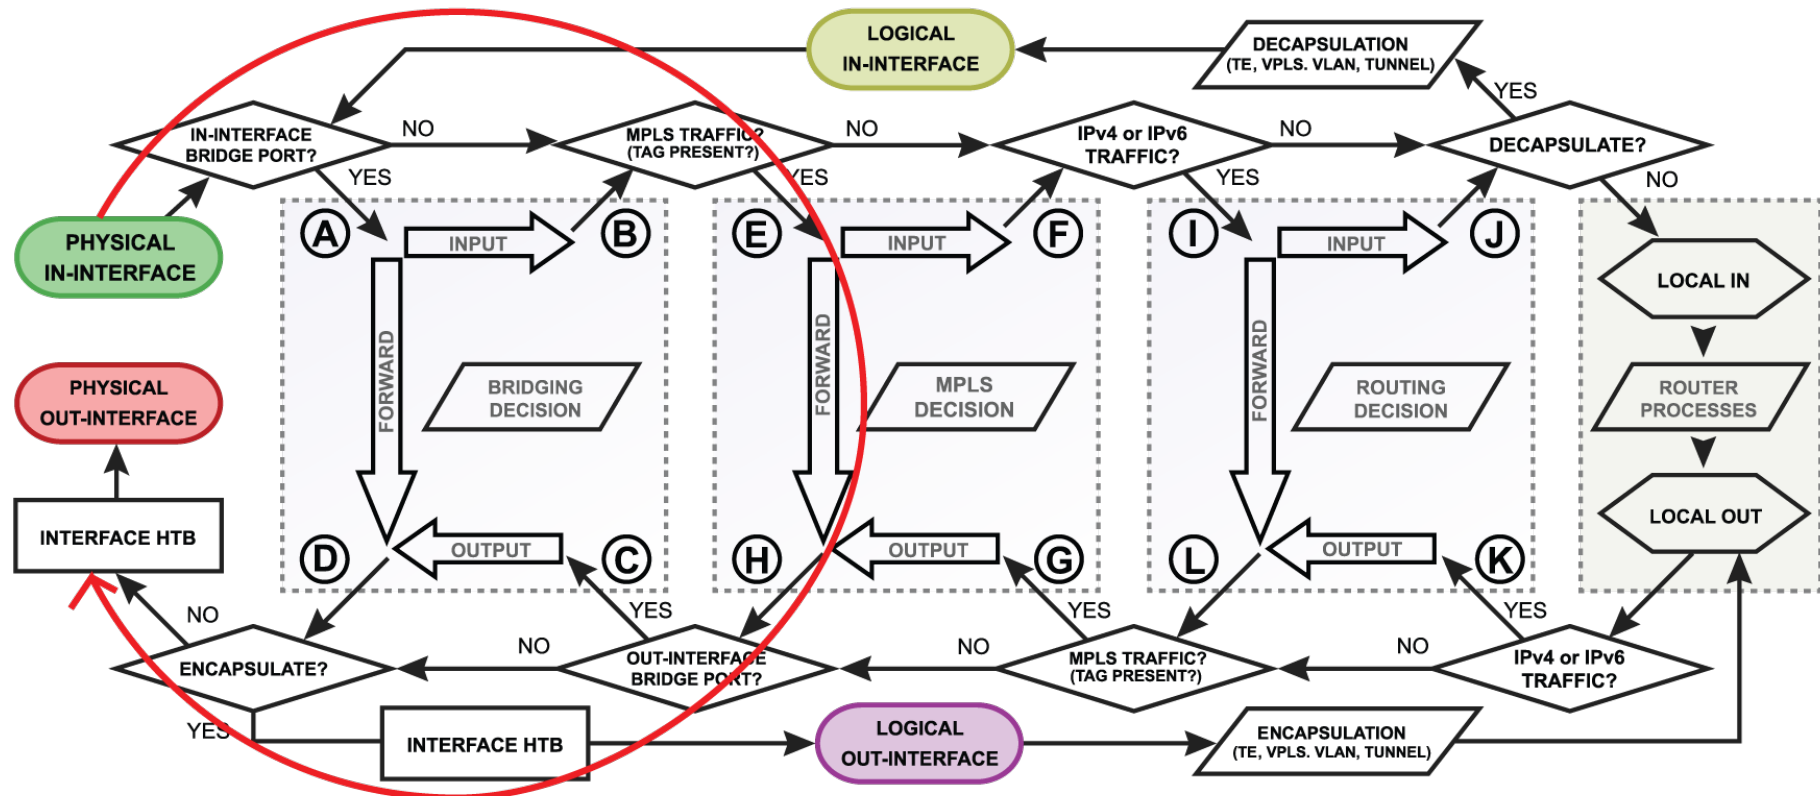 LOGICAL
IN-INTERFACE
DECAPSULATION
(TE, VPLS. VLAN, TUNNEL)
YES
IN-INTERFACE
BRIDGE PORT?
NO
MPLS TRAFFIC?
(TAG PRESENT?)
NO
IPv4 or IPv6
TRAFFIC?
NO
DECAPSULATE?
YES
YES
YES
NO
PHYSICAL
IN-INTERFACE
A
INPUT
B
E
INPUT
F
I
INPUT
J
LOCAL IN
FORWARD
FORWARD
FORWARD
PHYSICAL
OUT-INTERFACE
BRIDGING
DECISION
MPLS
DECISION
ROUTING
DECISION
ROUTER
PROCESSES
INTERFACE HTB
D
OUTPUT
C
H
OUTPUT
G
L
OUTPUT
K
LOCAL OUT
NO
YES
YES
YES
ENCAPSULATE?
NO
OUT-INTERFACE
BRIDGE PORT?
NO
MPLS TRAFFIC?
(TAG PRESENT?)
NO
IPv4 or IPv6
TRAFFIC?
YES
INTERFACE HTB
LOGICAL
OUT-INTERFACE
ENCAPSULATION
(TE, VPLS. VLAN, TUNNEL)